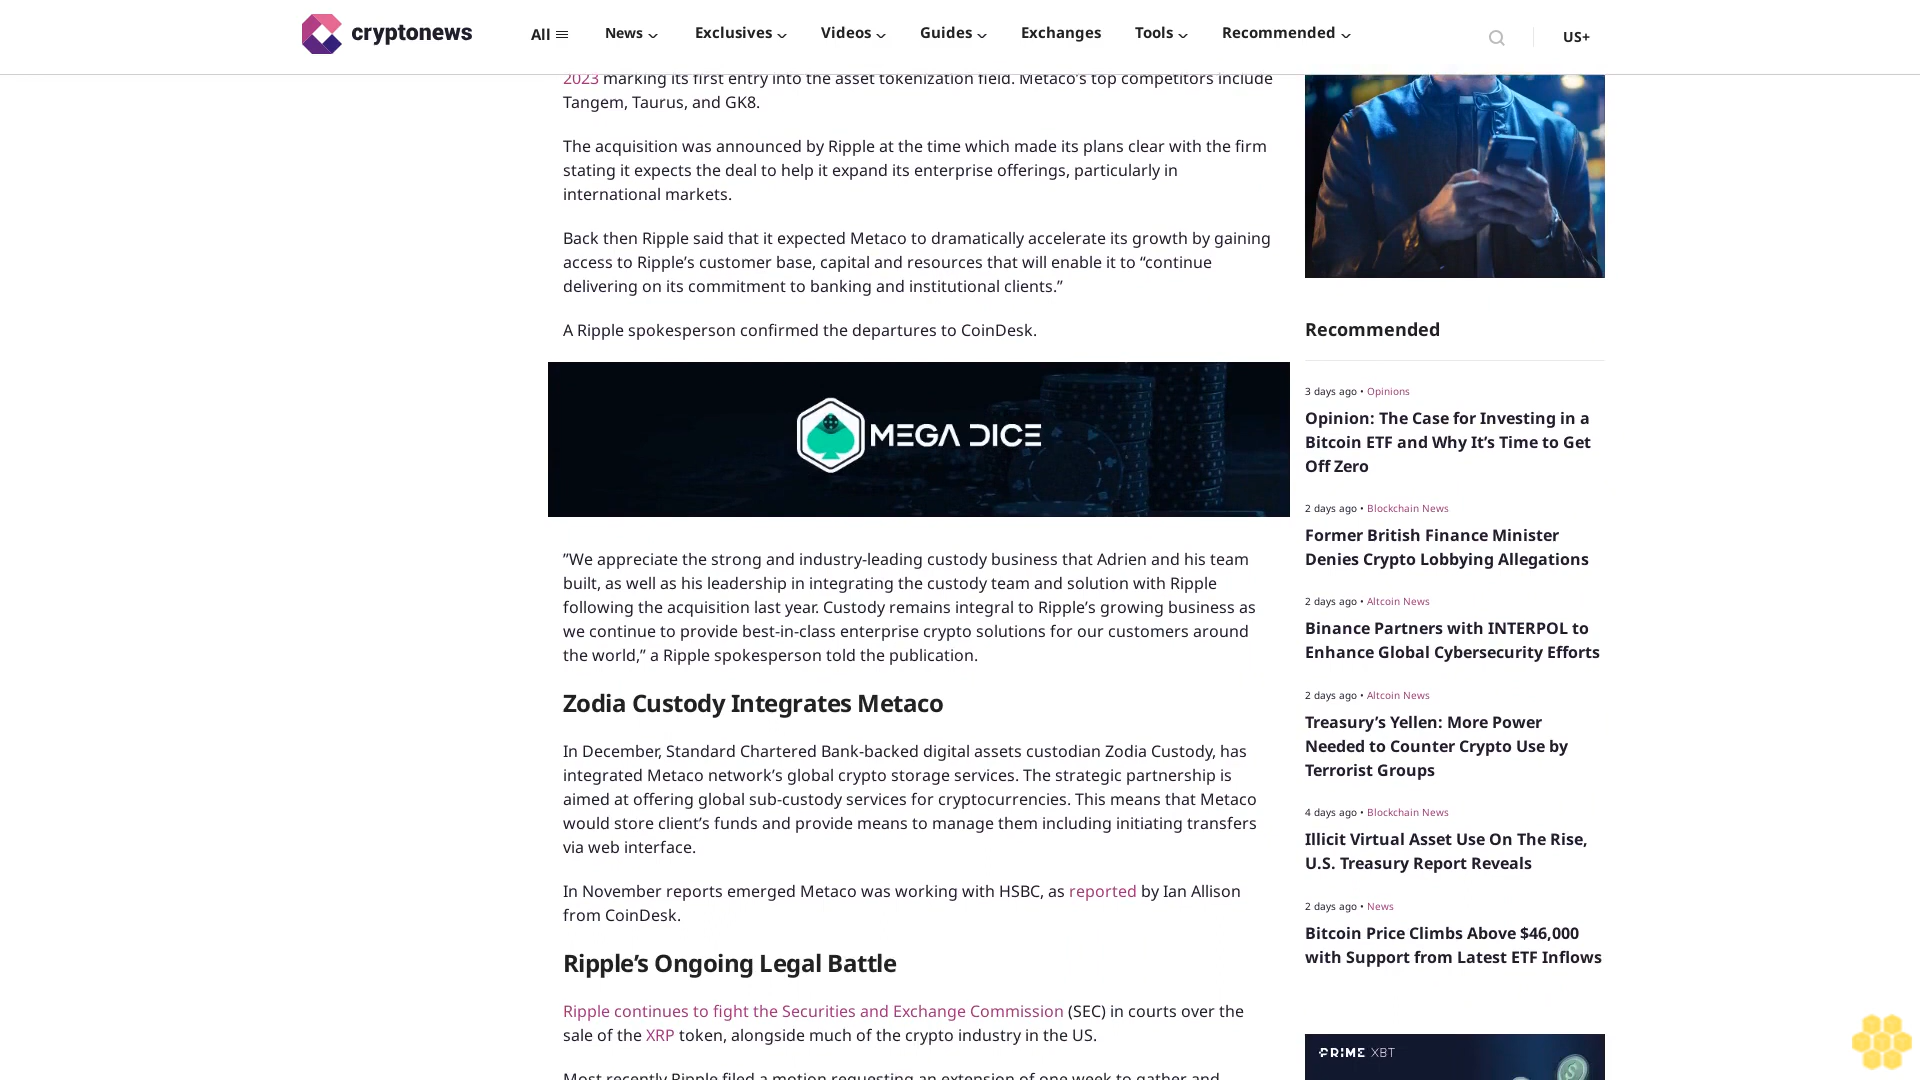 cryptonews
All
News
Exclusives
Videos
Guides
Exchanges
Tools
Recommended
US+
2023 marking its first entry into the asset tokenization field. Metaco’s top competitors include
Tangem, Taurus, and GK8.
The acquisition was announced by Ripple at the time which made its plans clear with the firm
stating it expects the deal to help it expand its enterprise offerings, particularly in
international markets.
Back then Ripple said that it expected Metaco to dramatically accelerate its growth by gaining
access to Ripple’s customer base, capital and resources that will enable it to “continue
delivering on its commitment to banking and institutional clients.”
A Ripple spokesperson confirmed the departures to CoinDesk.
MEGA DICE
”We appreciate the strong and industry-leading custody business that Adrien and his team
built, as well as his leadership in integrating the custody team and solution with Ripple
following the acquisition last year. Custody remains integral to Ripple’s growing business as
we continue to provide best-in-class enterprise crypto solutions for our customers around
the world,” a Ripple spokesperson told the publication.
Zodia Custody Integrates Metaco
In December, Standard Chartered Bank-backed digital assets custodian Zodia Custody, has
integrated Metaco network’s global crypto storage services. The strategic partnership is
aimed at offering global sub-custody services for cryptocurrencies. This means that Metaco
would store client’s funds and provide means to manage them including initiating transfers
via web interface.
In November reports emerged Metaco was working with HSBC, as reported by Ian Allison
from CoinDesk.
Ripple’s Ongoing Legal Battle
Ripple continues to fight the Securities and Exchange Commission (SEC) in courts over the
sale of the XRP token, alongside much of the crypto industry in the US.
Most recently Ripple filed a motion requesting an extension of one week to gather and
Recommended
3 days ago • Opinions
Opinion: The Case for Investing in a
Bitcoin ETF and Why It’s Time to Get
Off Zero
2 days ago • Blockchain News
Former British Finance Minister
Denies Crypto Lobbying Allegations
2 days ago • Altcoin News
Binance Partners with INTERPOL to
Enhance Global Cybersecurity Efforts
2 days ago • Altcoin News
Treasury’s Yellen: More Power
Needed to Counter Crypto Use by
Terrorist Groups
4 days ago • Blockchain News
Illicit Virtual Asset Use On The Rise,
U.S. Treasury Report Reveals
2 days ago • News
Bitcoin Price Climbs Above $46,000
with Support from Latest ETF Inflows
PRIME XBT